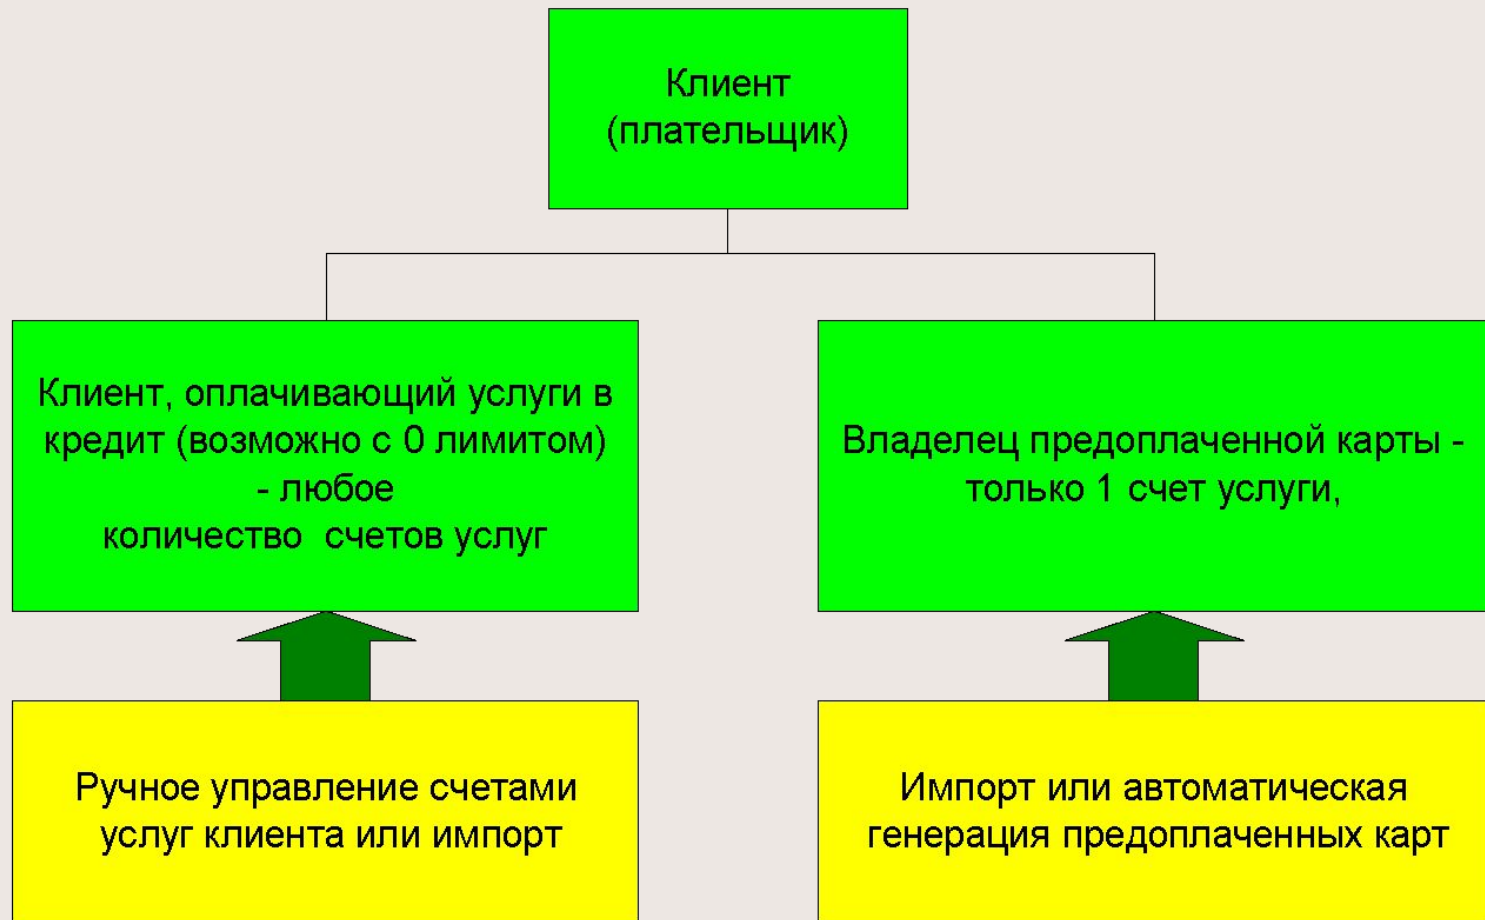 Клиент
(плательщик)
Клиент, оплачивающий услуги в
кредит (возможно с 0 лимитом)
- любое
количество  счетов услуг
Владелец предоплаченной карты -
только 1 счет услуги,
Ручное управление счетами
услуг клиента или импорт
Импорт или автоматическая
генерация предоплаченных карт